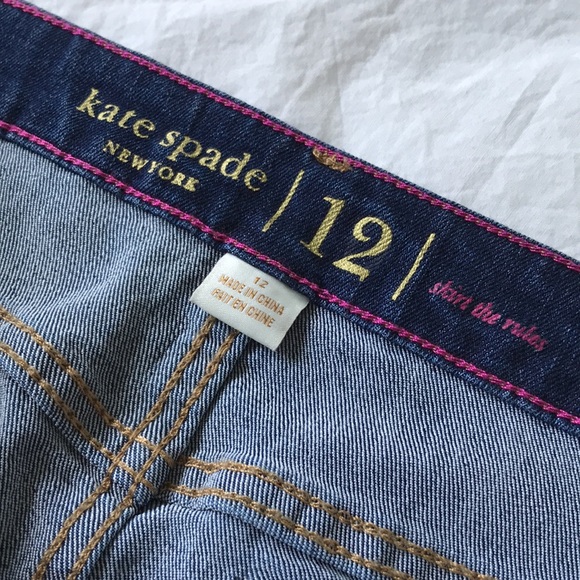 kate spade
NEW YORK
| 12 |
skirt the rules
12
MADE IN CHINA
FAIT EN CHINE